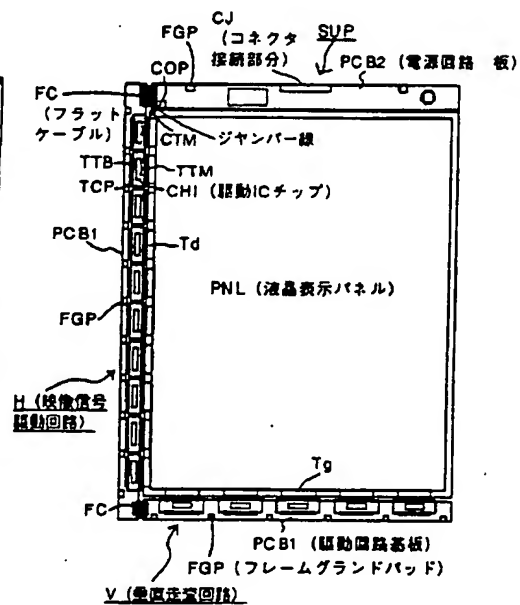 CJ
(コネクタ
接続部分)
SUP
FGP
PCB2 (電源回路 板)
COP
FC
(フラット
ケーブル)
CTM
ジャンパー線
TTB
TTM
TCP
CHI (駆動ICチップ)
PCB1
Td
PNL (液晶表示パネル)
FGP
H (映像信号
駆動回路)
Tg
FC
PCB1 (駆動回路基板)
FGP (フレームグランドパッド)
V (垂直走査回路)